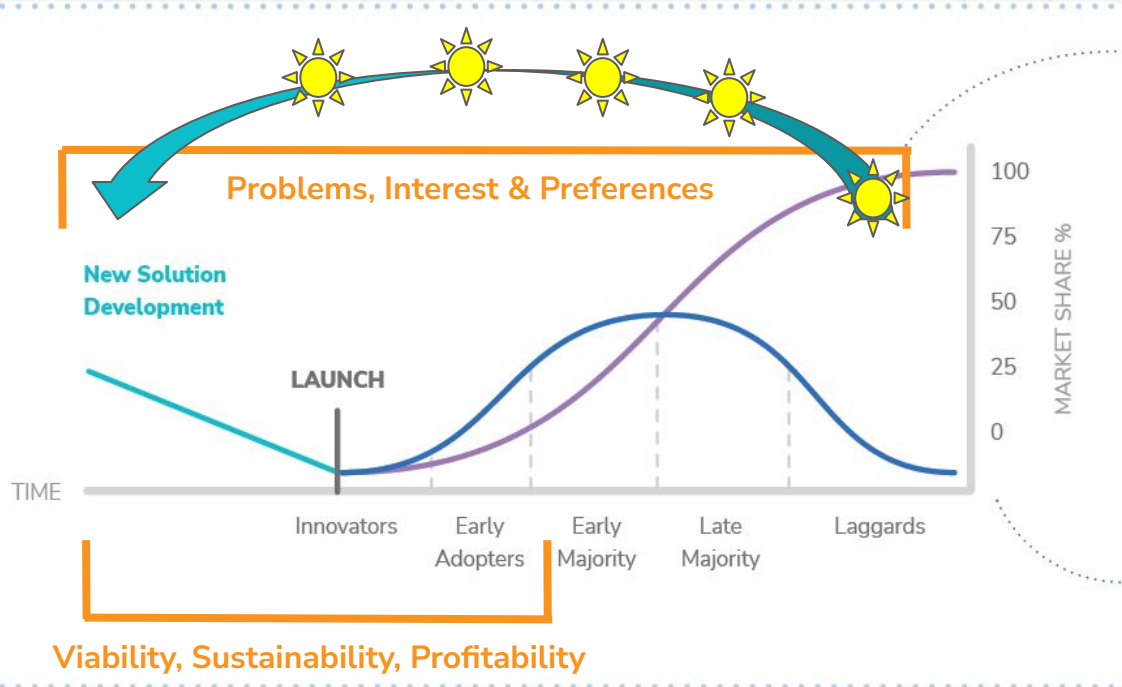 Problems, Interest & Preferences
New Solution
Development
LAUNCH
100
75
50
25
0
MARKET SHARE %
TIME
Innovators
Early
Adopters
Early
Majority
Late
Majority
Laggards
Viability, Sustainability, Profitability